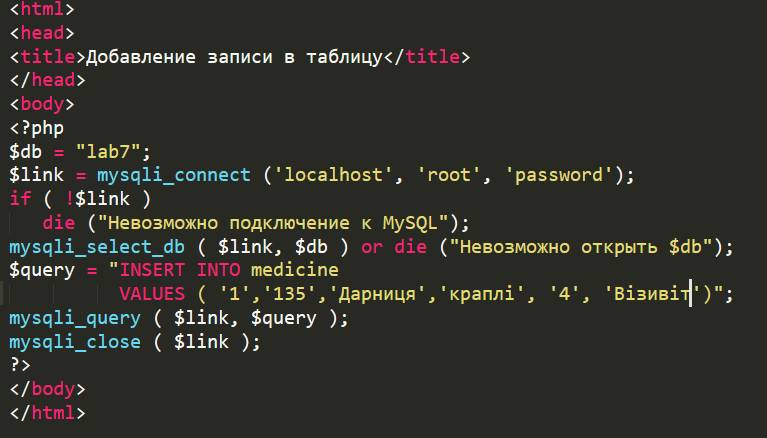 <html>
<head>
<title>Добавление записи в таблицу</title>
</head>
<body>
<?php
$db = "lab7";
$link = mysqli_connect ('localhost', 'root', 'password');
if ( !$link )
   die ("Невозможно подключение к MySQL");
mysqli_select_db ( $link, $db ) or die ("Невозможно открыть $db");
$query = "INSERT INTO medicine
          VALUES ( '1','135','Дарниця','краплі', '4', 'Візивіт')";
mysqli_query ( $link, $query );
mysqli_close ( $link );
?>
</body>
</html>